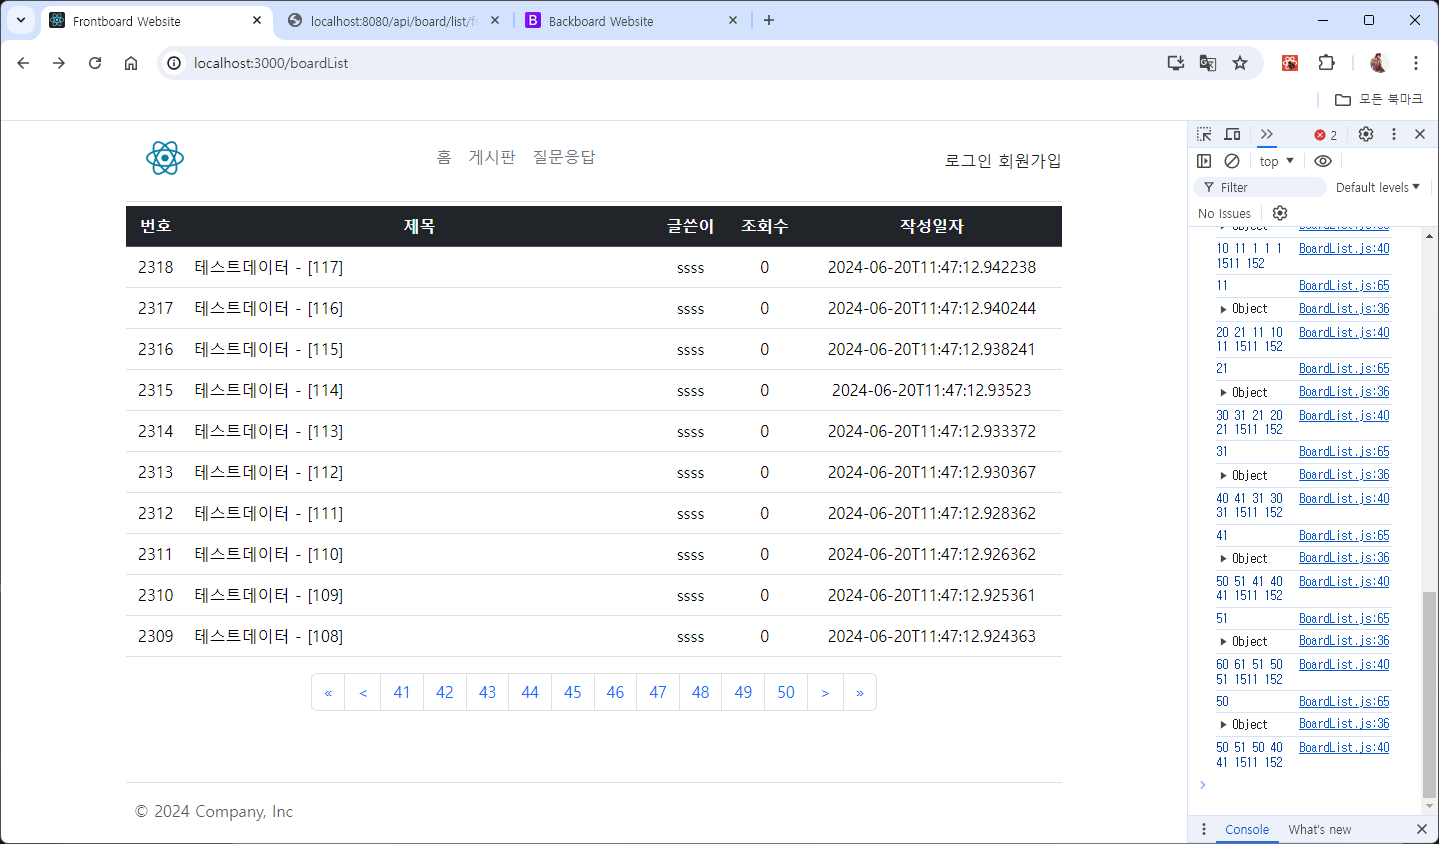 Frontboard Website
localhost:8080/api/board/list/fr
Backboard Website
localhost:3000/boardList
모든 북마크
홈 게시판 질문응답
로그인 회원가입
번호 제목 글쓴이 조회수 작성일자
2318 테스트데이터 - [117] ssss 0 2024-06-20T11:47:12.942238
2317 테스트데이터 - [116] ssss 0 2024-06-20T11:47:12.940244
2316 테스트데이터 - [115] ssss 0 2024-06-20T11:47:12.938241
2315 테스트데이터 - [114] ssss 0 2024-06-20T11:47:12.93523
2314 테스트데이터 - [113] ssss 0 2024-06-20T11:47:12.933372
2313 테스트데이터 - [112] ssss 0 2024-06-20T11:47:12.930367
2312 테스트데이터 - [111] ssss 0 2024-06-20T11:47:12.928362
2311 테스트데이터 - [110] ssss 0 2024-06-20T11:47:12.926362
2310 테스트데이터 - [109] ssss 0 2024-06-20T11:47:12.925361
2309 테스트데이터 - [108] ssss 0 2024-06-20T11:47:12.924363
« < 41 42 43 44 45 46 47 48 49 50 > »
© 2024 Company, Inc
2
top
Filter
Default levels
No Issues
Object BoardList.js:36
10 11 1 1 1 BoardList.js:40
1511 152
11 BoardList.js:65
Object BoardList.js:36
20 21 11 10 BoardList.js:40
11 1511 152
21 BoardList.js:65
Object BoardList.js:36
30 31 21 20 BoardList.js:40
21 1511 152
31 BoardList.js:65
Object BoardList.js:36
40 41 31 30 BoardList.js:40
31 1511 152
41 BoardList.js:65
Object BoardList.js:36
50 51 41 40 BoardList.js:40
41 1511 152
51 BoardList.js:65
Object BoardList.js:36
60 61 51 50 BoardList.js:40
51 1511 152
50 BoardList.js:65
Object BoardList.js:36
50 51 50 40 BoardList.js:40
41 1511 152
Console What's new